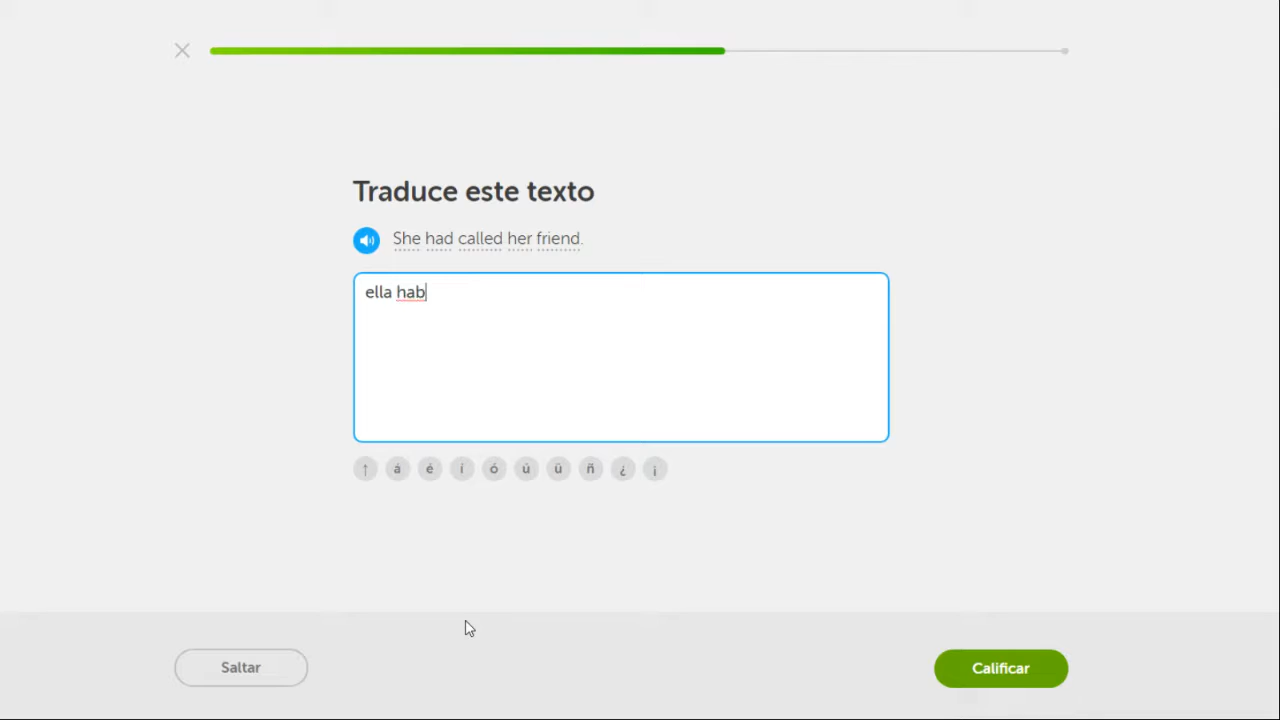 Traduce este texto
She had called her friend.
ella hab
↑ á é í ó ú ü ñ ¿ ¡
Saltar
Calificar